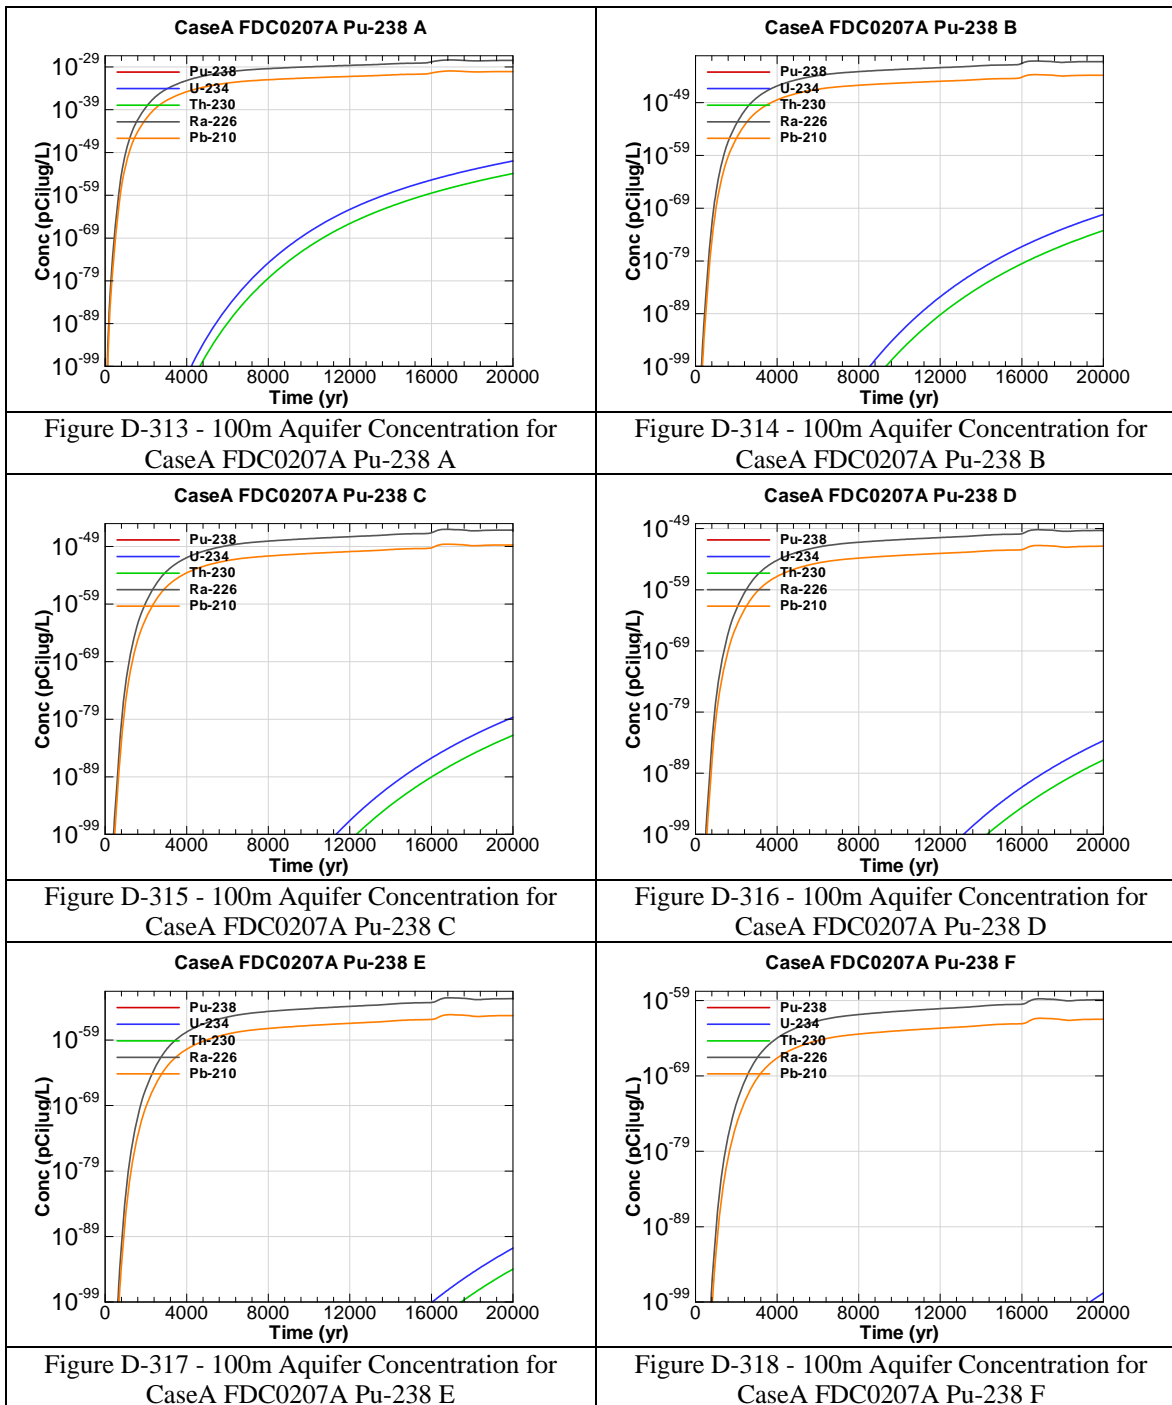 CaseA FDC0207A Pu-238 A
Conc (pCi|ug/L)
10-29
10-39
10-49
10-59
10-69
10-79
10-89
10-99
Pu-238
U-234
Th-230
Ra-226
Pb-210
0 4000 8000 12000 16000 20000
Time (yr)
Figure D-313 - 100m Aquifer Concentration for
CaseA FDC0207A Pu-238 A
CaseA FDC0207A Pu-238 B
Conc (pCi|ug/L)
10-49
10-59
10-69
10-79
10-89
10-99
Pu-238
U-234
Th-230
Ra-226
Pb-210
0 4000 8000 12000 16000 20000
Time (yr)
Figure D-314 - 100m Aquifer Concentration for
CaseA FDC0207A Pu-238 B
CaseA FDC0207A Pu-238 C
Conc (pCi|ug/L)
10-49
10-59
10-69
10-79
10-89
10-99
Pu-238
U-234
Th-230
Ra-226
Pb-210
0 4000 8000 12000 16000 20000
Time (yr)
Figure D-315 - 100m Aquifer Concentration for
CaseA FDC0207A Pu-238 C
CaseA FDC0207A Pu-238 D
Conc (pCi|ug/L)
10-49
10-59
10-69
10-79
10-89
10-99
Pu-238
U-234
Th-230
Ra-226
Pb-210
0 4000 8000 12000 16000 20000
Time (yr)
Figure D-316 - 100m Aquifer Concentration for
CaseA FDC0207A Pu-238 D
CaseA FDC0207A Pu-238 E
Conc (pCi|ug/L)
10-59
10-69
10-79
10-89
10-99
Pu-238
U-234
Th-230
Ra-226
Pb-210
0 4000 8000 12000 16000 20000
Time (yr)
Figure D-317 - 100m Aquifer Concentration for
CaseA FDC0207A Pu-238 E
CaseA FDC0207A Pu-238 F
Conc (pCi|ug/L)
10-59
10-69
10-79
10-89
10-99
Pu-238
U-234
Th-230
Ra-226
Pb-210
0 4000 8000 12000 16000 20000
Time (yr)
Figure D-318 - 100m Aquifer Concentration for
CaseA FDC0207A Pu-238 F